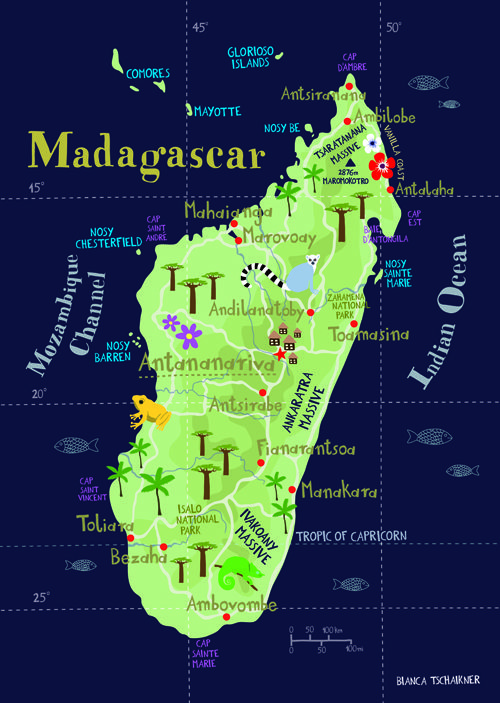 45°
50°
GLORIOSO
ISLANDS
CAP
D'AMBRE
COMORES
Antsiranana
MAYOTTE
Ambilobe
NOSY BE
TSARATANANA
MASSIVE
VANILLA COAST
Madagascar
2876m
MAROMOKOTRO
15°
Antalaha
Mahajanga
CAP
EST
CAP
SAINT
ANDRÉ
NOSY
CHESTERFIELD
Marovoay
BAIE
D'ANTONGILA
Mozambique
Channel
Indian Ocean
NOSY
SAINTE
MARIE
Andilanatoby
ZAHAMENA
NATIONAL
PARK
Toamasina
NOSY
BARREN
Antananariva
20°
Antsirabe
ANKARATRA
MASSIVE
Fianarantsoa
CAP
SAINT
VINCENT
Manakara
ISALO
NATIONAL
PARK
Toliara
IVAKOANY
MASSIVE
TROPIC OF CAPRICORN
Bezaha
25°
Ambovombe
0 50 100km
0 50 100mi
CAP
SAINTE
MARIE
BIANCA TSCHAIKNER